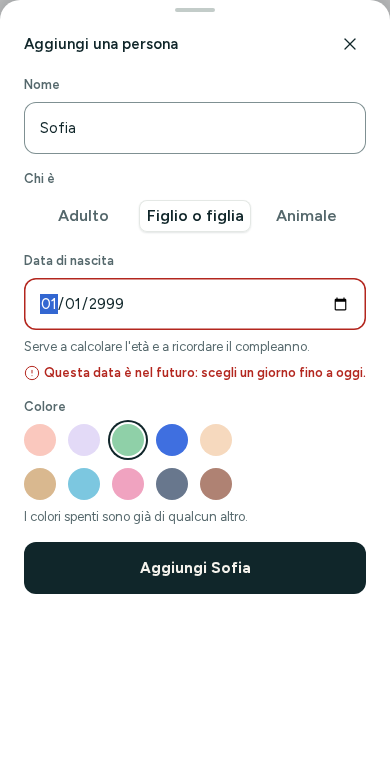 Aggiungi una persona
Nome
Sofia
Chi è
Adulto
Figlio o figlia
Animale
Data di nascita
01/01/2999
Serve a calcolare l'età e a ricordare il compleanno.
Questa data è nel futuro: scegli un giorno fino a oggi.
Colore
I colori spenti sono già di qualcun altro.
Aggiungi Sofia